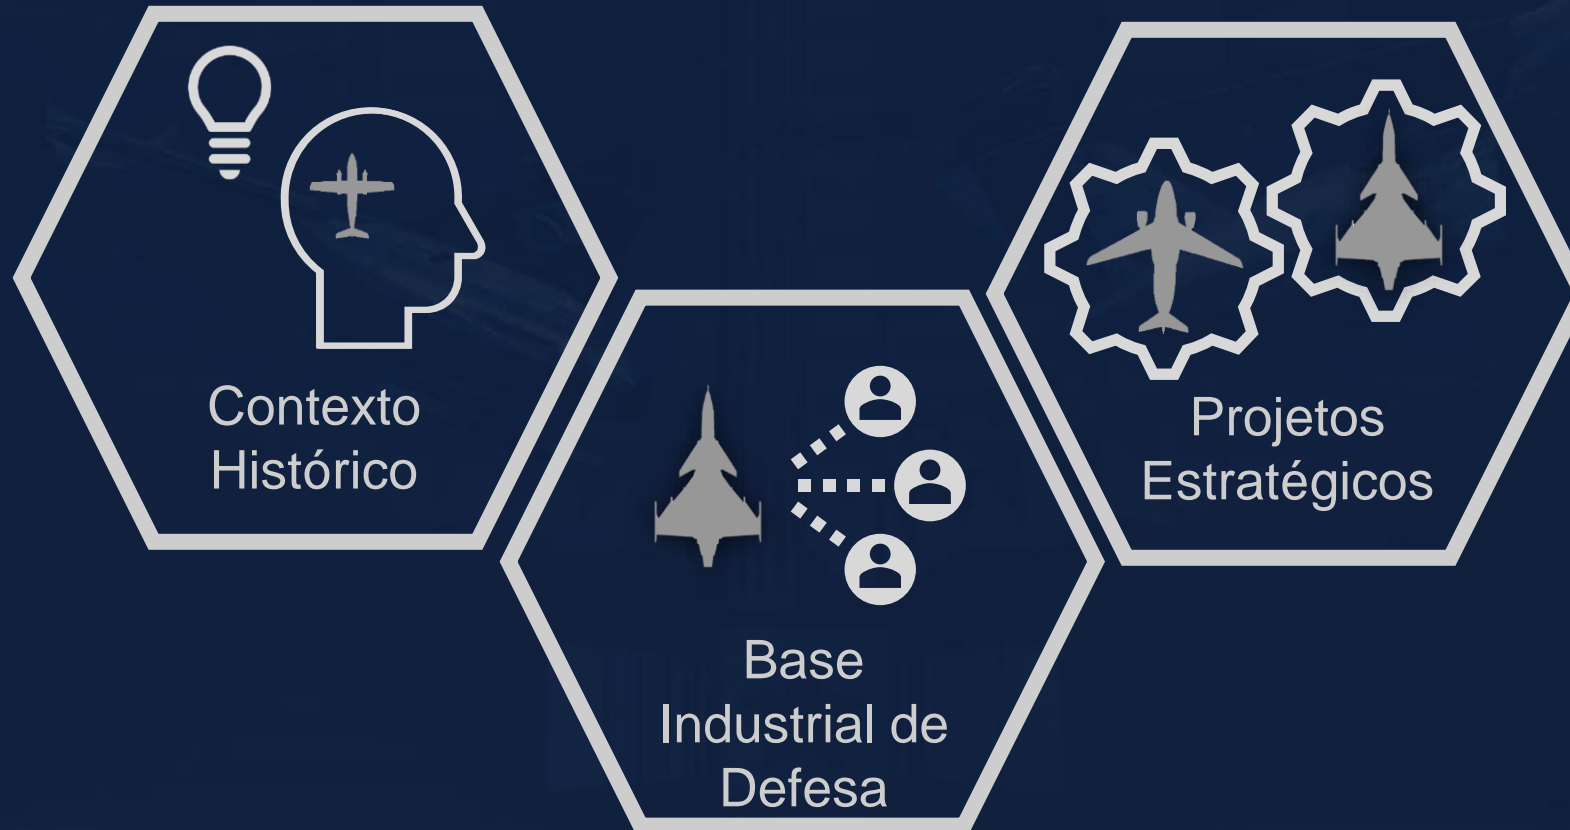 Contexto
Histórico
Base
Industrial de
Defesa
Projetos
Estratégicos